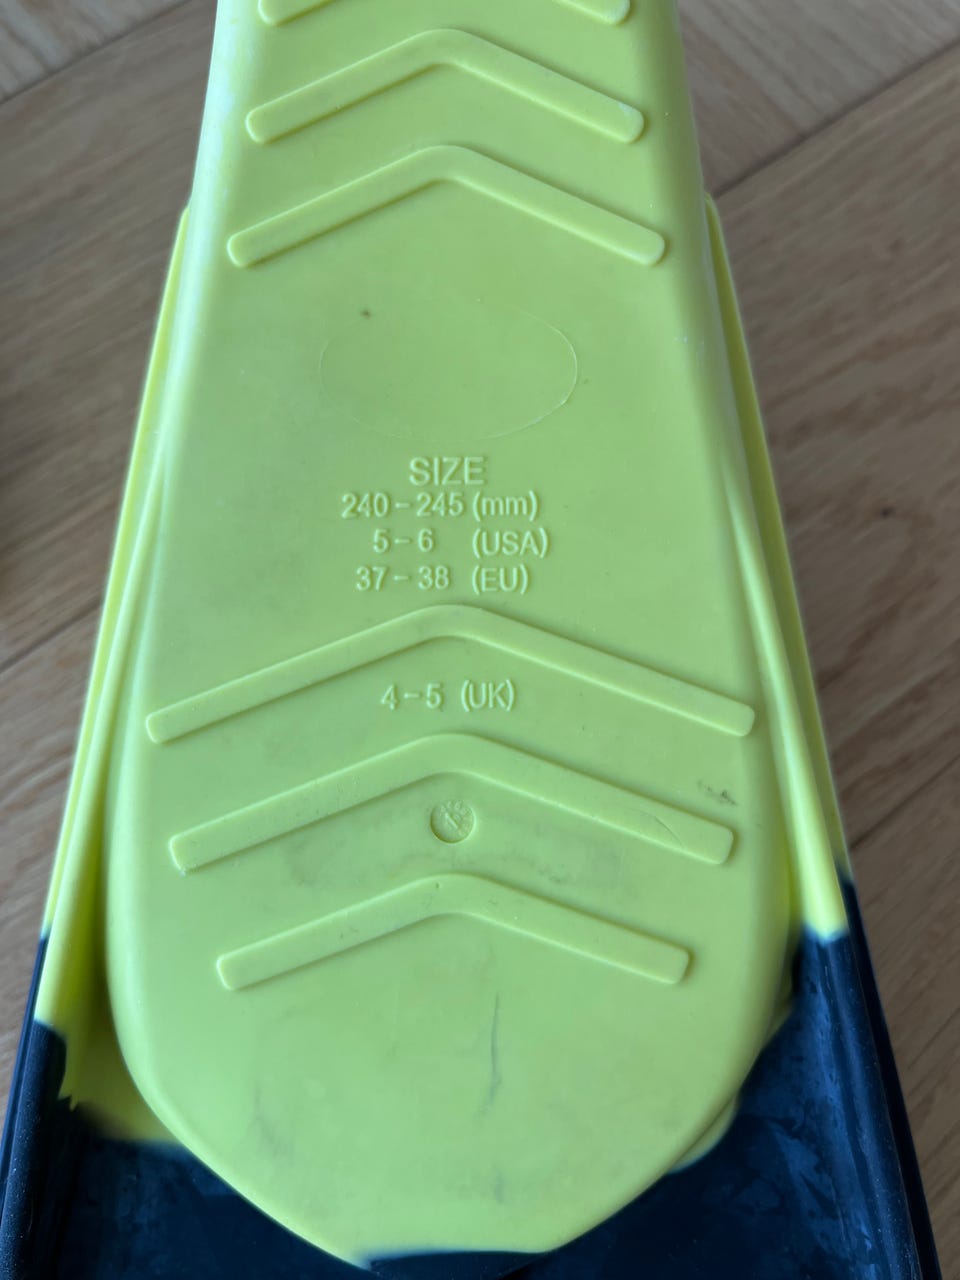 SIZE
240-245 (mm)
5-6 (USA)
37-38 (EU)
4-5 (UK)